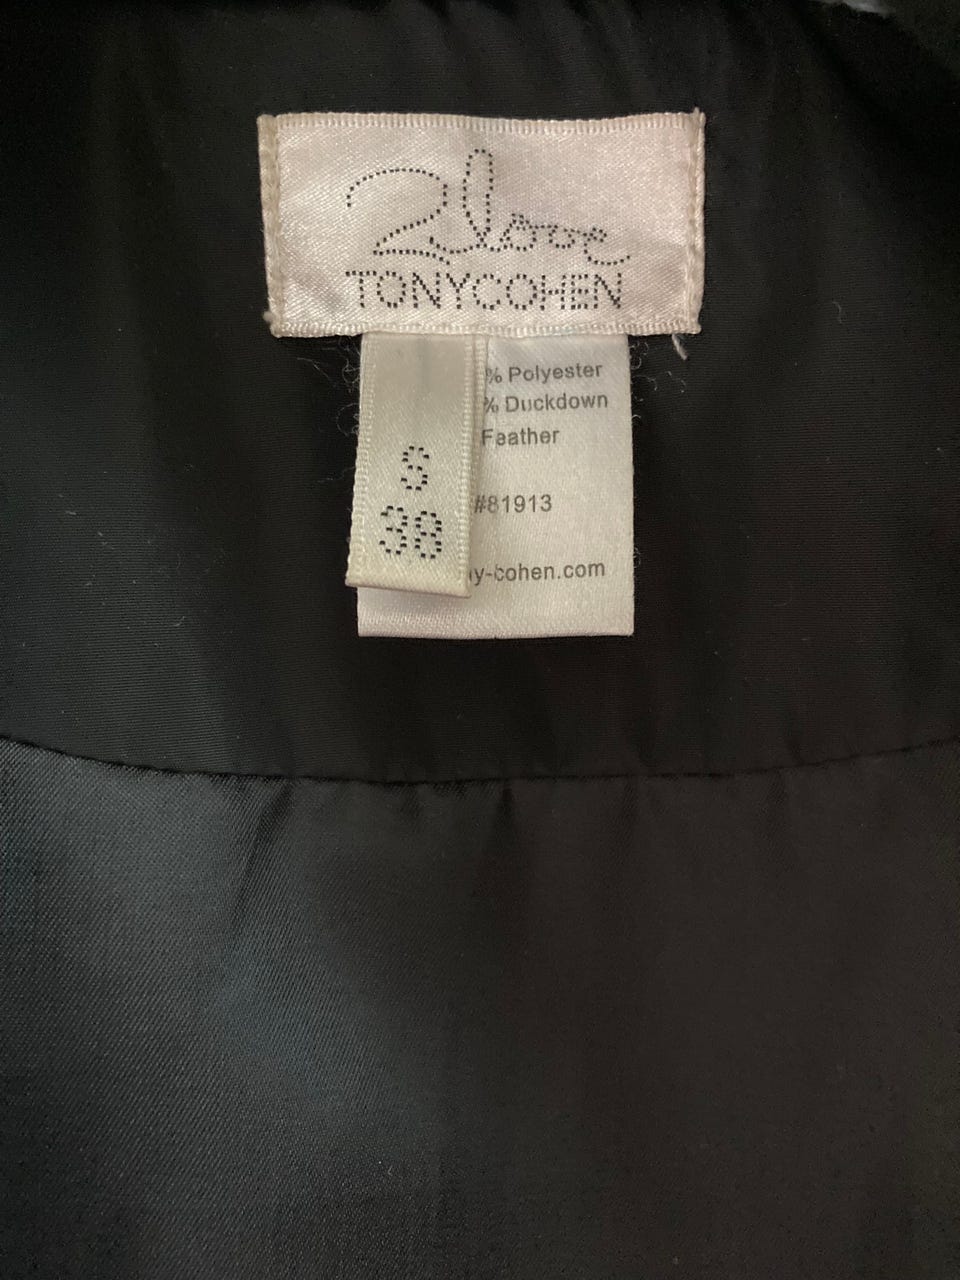 2love
TONYCOHEN
S
38
% Polyester
% Duckdown
Feather
#81913
y-cohen.com